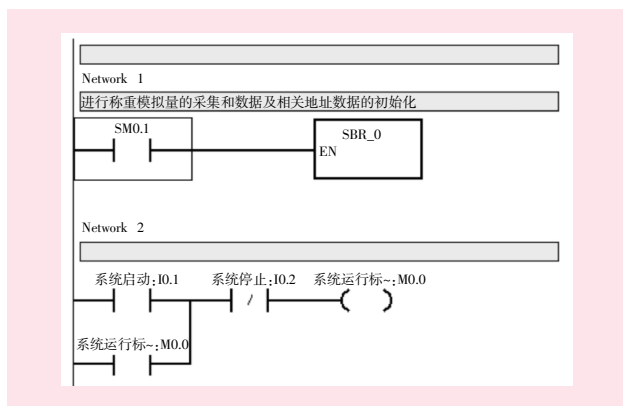 Network 1
进行称重模拟量的采集和数据及相关地址数据的初始化
SM0.1
SBR_0
EN
Network 2
系统启动:I0.1 系统停止:I0.2 系统运行标~:M0.0
/
系统运行标~:M0.0